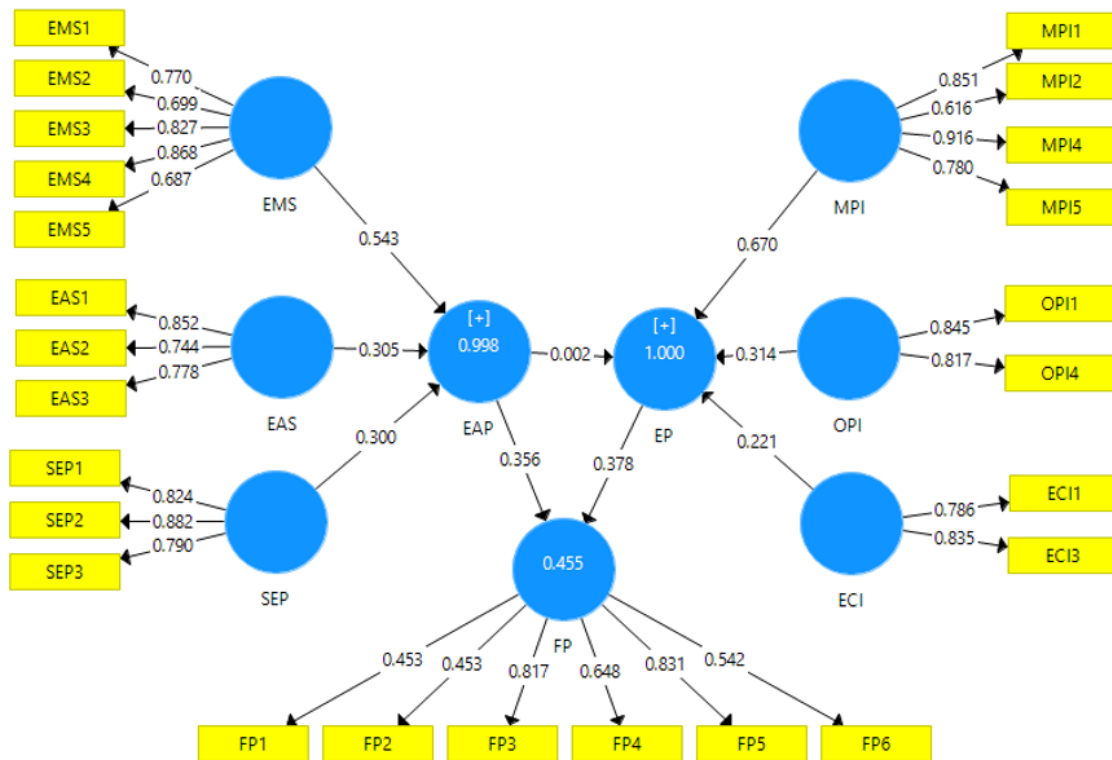 EMS1
EMS2
EMS3
EMS4
EMS5
0.770
0.699
0.827
0.868
0.687
EMS
0.543
EAS1
EAS2
EAS3
0.852
0.744
0.778
EAS
0.305
SEP1
SEP2
SEP3
0.824
0.882
0.790
SEP
0.300
[+]
0.998
EAP
0.002
0.356
[+]
1.000
EP
0.378
MPI1
MPI2
MPI4
MPI5
0.851
0.616
0.916
0.780
MPI
0.670
OPI1
OPI4
0.845
0.817
OPI
0.314
ECI1
ECI3
0.786
0.835
ECI
0.221
0.455
FP
0.453
0.453
0.817
0.648
0.831
0.542
FP1
FP2
FP3
FP4
FP5
FP6